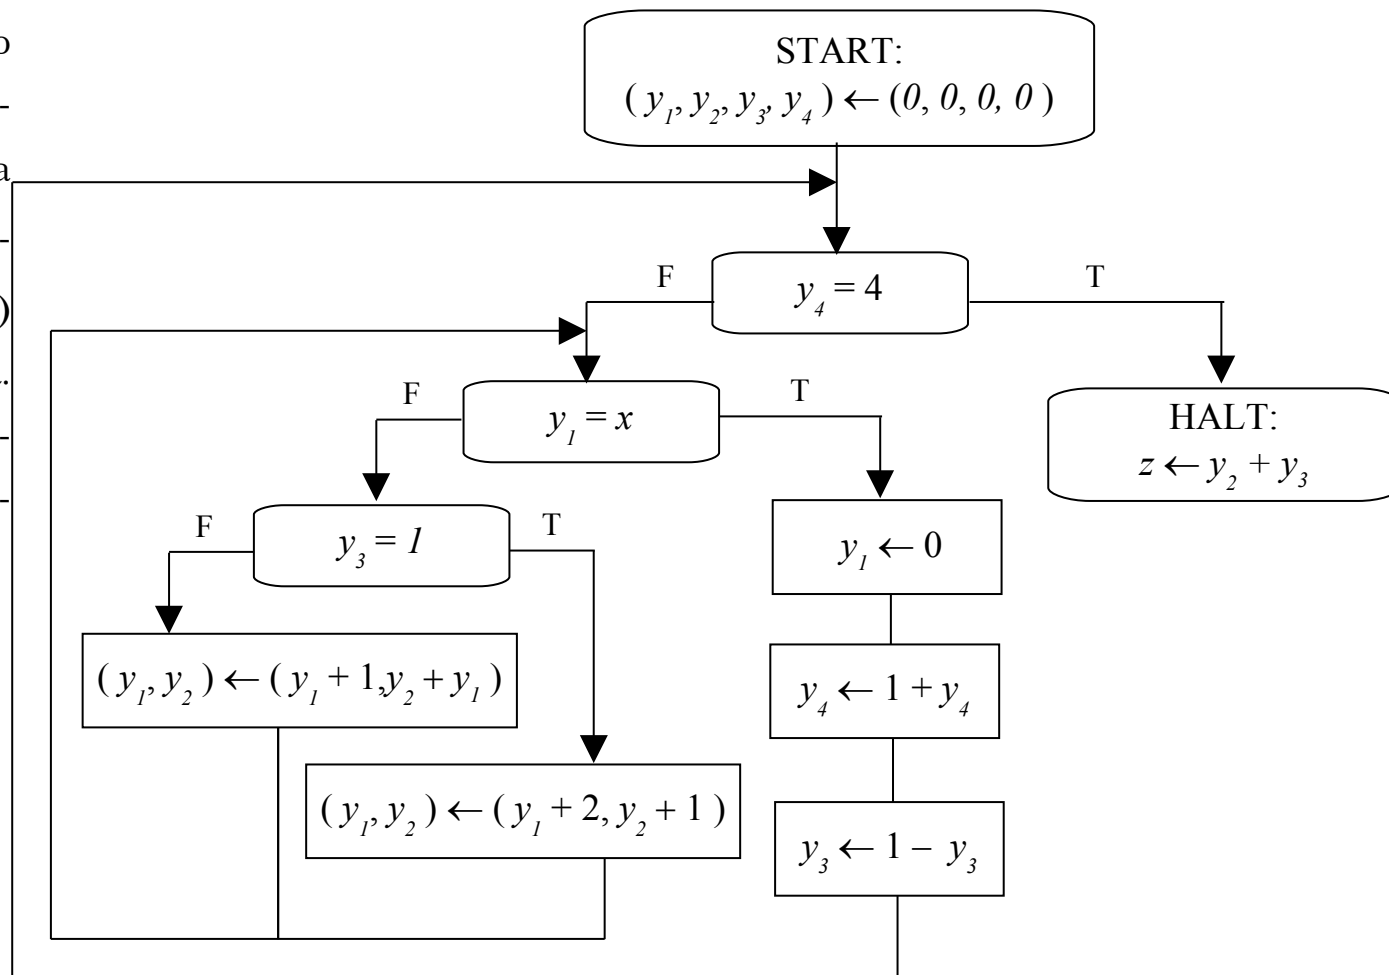 START:
( y₁, y₂, y₃, y₄ ) ← (0, 0, 0, 0 )
F
y₄ = 4
T
F
y₁ = x
T
HALT:
z ← y₂ + y₃
F
y₃ = 1
T
y₁ ← 0
( y₁, y₂ ) ← ( y₁ + 1,y₂ + y₁ )
y₄ ← 1 + y₄
( y₁, y₂ ) ← ( y₁ + 2, y₂ + 1 )
y₃ ← 1 − y₃